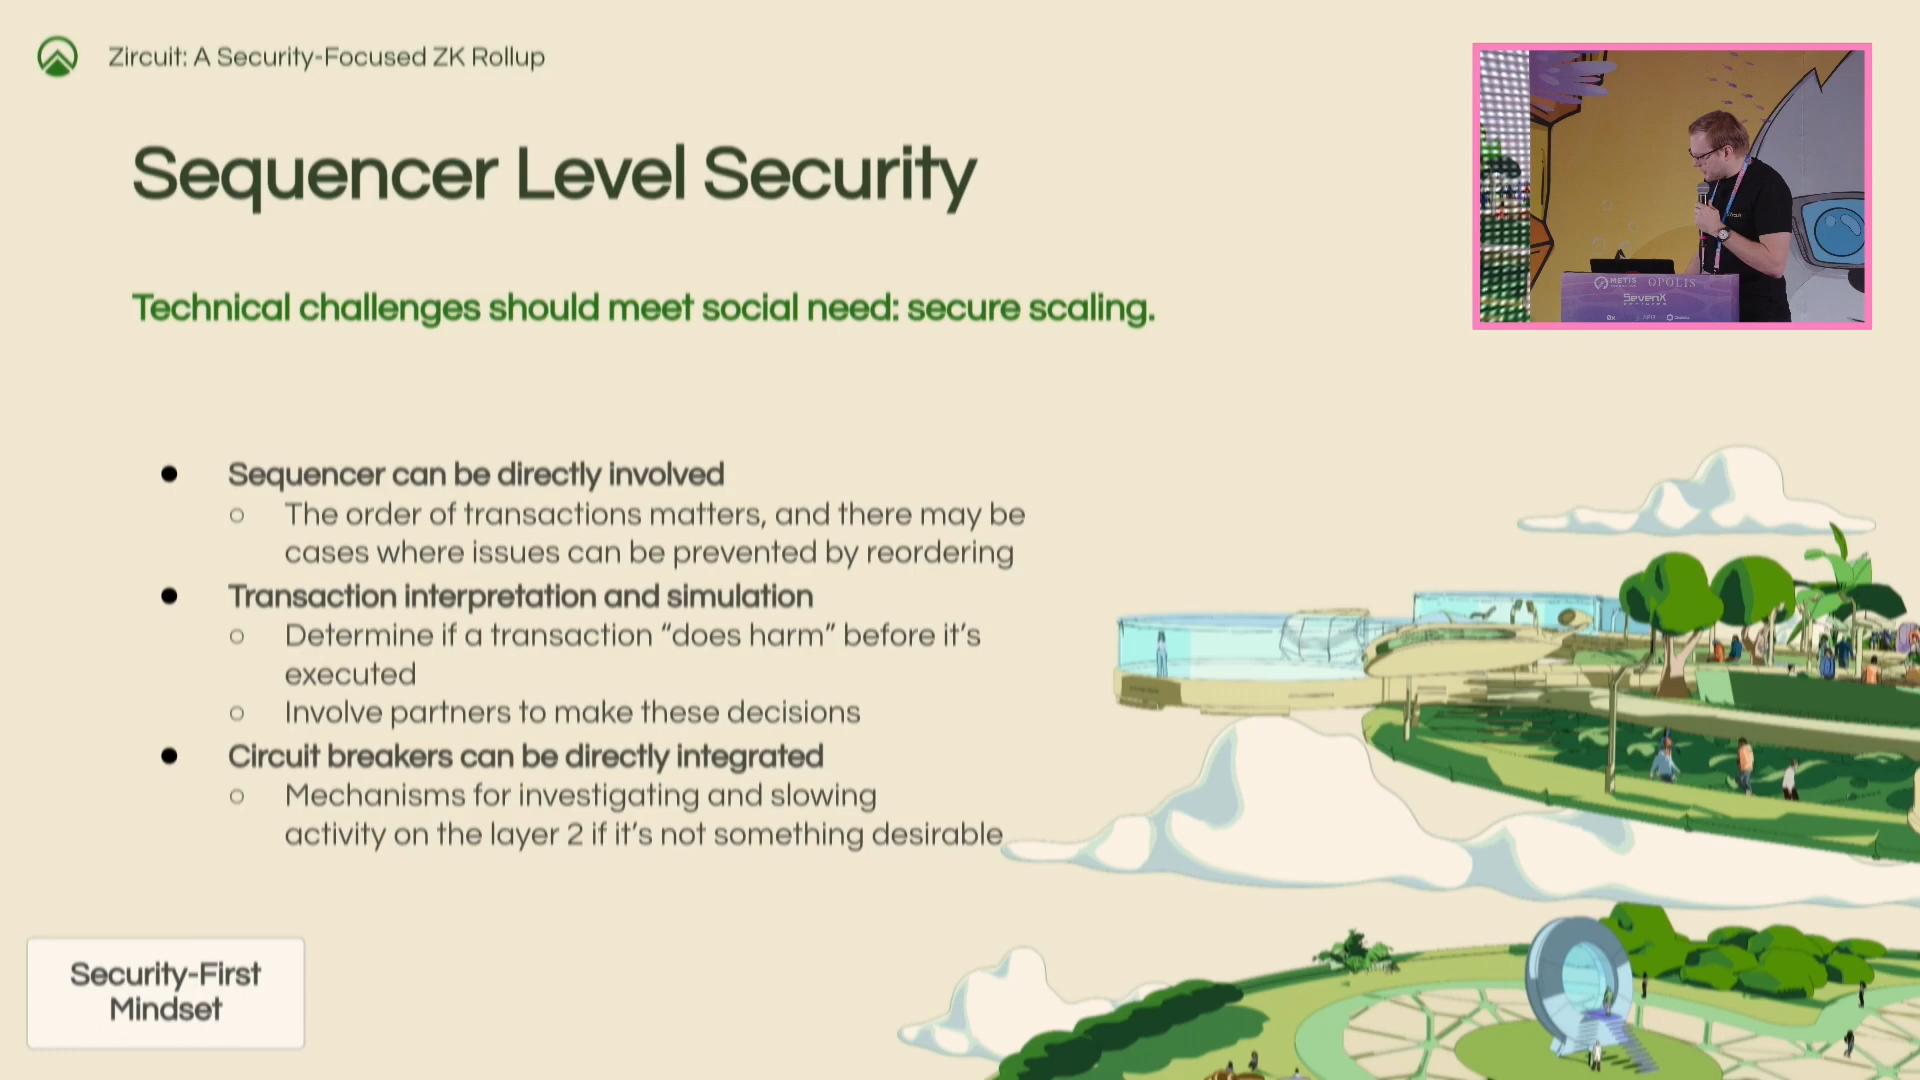 Zircuit: A Security-Focused ZK Rollup
Sequencer Level Security
Technical challenges should meet social need: secure scaling.
● Sequencer can be directly involved
○ The order of transactions matters, and there may be
cases where issues can be prevented by reordering
● Transaction interpretation and simulation
○ Determine if a transaction “does harm” before it’s
executed
○ Involve partners to make these decisions
● Circuit breakers can be directly integrated
○ Mechanisms for investigating and slowing
activity on the layer 2 if it’s not something desirable
Security-First
Mindset
METIS OPOLIS
SevenX
0x